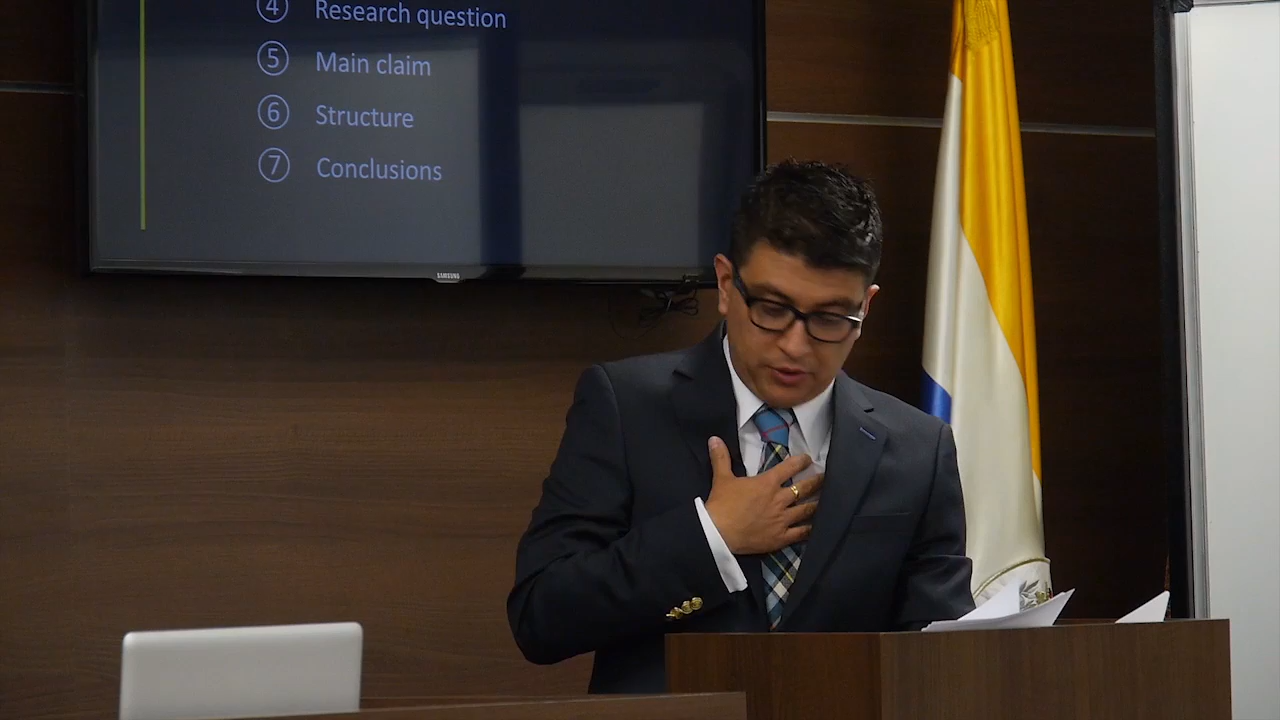 ④ Research question
⑤ Main claim
⑥ Structure
⑦ Conclusions
SAMSUNG